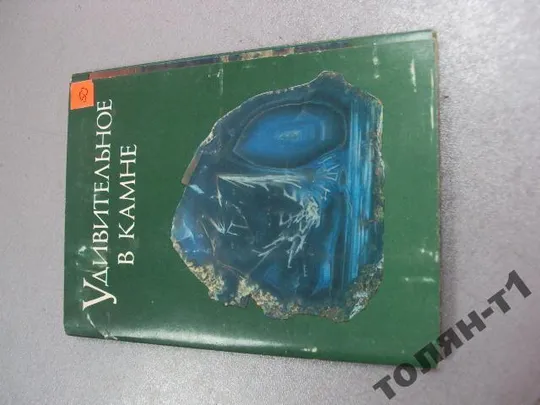 Удивительное
в камне
толян-т1